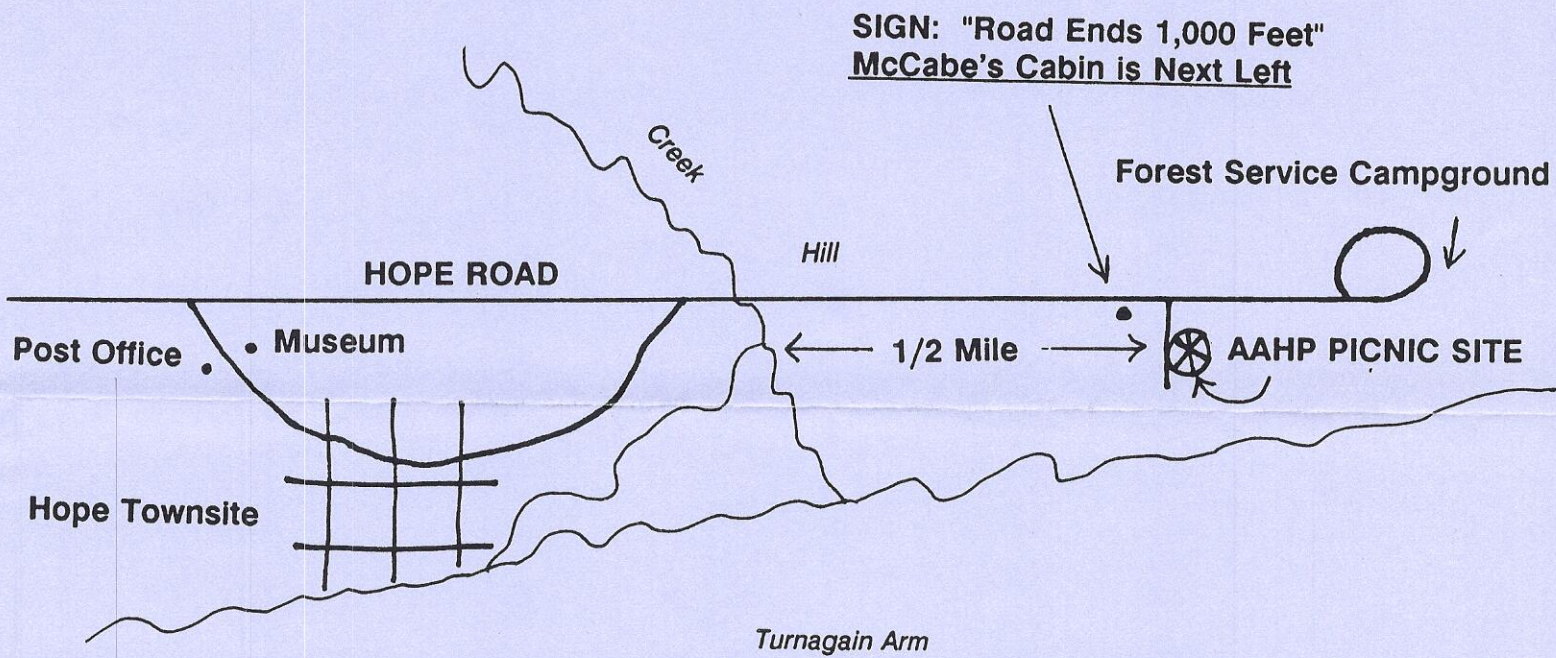 SIGN: "Road Ends 1,000 Feet"
McCabe's Cabin is Next Left
Creek
Forest Service Campground
Hill
HOPE ROAD
Post Office
Museum
1/2 Mile
AAHP PICNIC SITE
Hope Townsite
Turnagain Arm